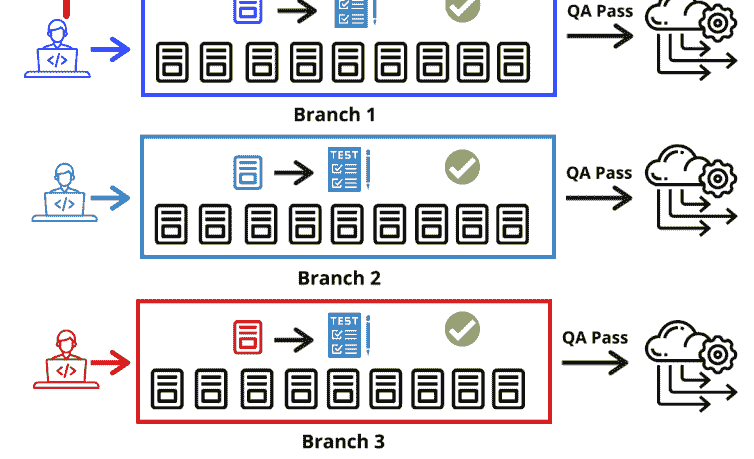 QA Pass
</>
Branch 1
TEST
QA Pass
</>
Branch 2
TEST
QA Pass
</>
Branch 3